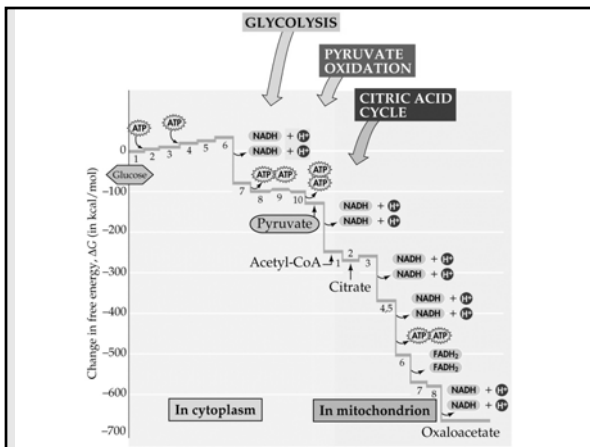 GLYCOLYSIS
PYRUVATE
OXIDATION
CITRIC ACID
CYCLE
ATP
ATP
NADH + H+
NADH + H+
0
1 2 3 4 5 6
Glucose
ATP ATP
ATP
ATP
7 8 9 10
–100
Pyruvate
NADH + H+
NADH + H+
–200
Acetyl-CoA
1 2 3
Citrate
NADH + H+
NADH + H+
–300
4,5
NADH + H+
NADH + H+
–400
ATP ATP
–500
6
FADH2
FADH2
7 8
NADH + H+
NADH + H+
–600
In cytoplasm
In mitochondrion
Oxaloacetate
–700
Change in free energy, ΔG (in kcal/mol)